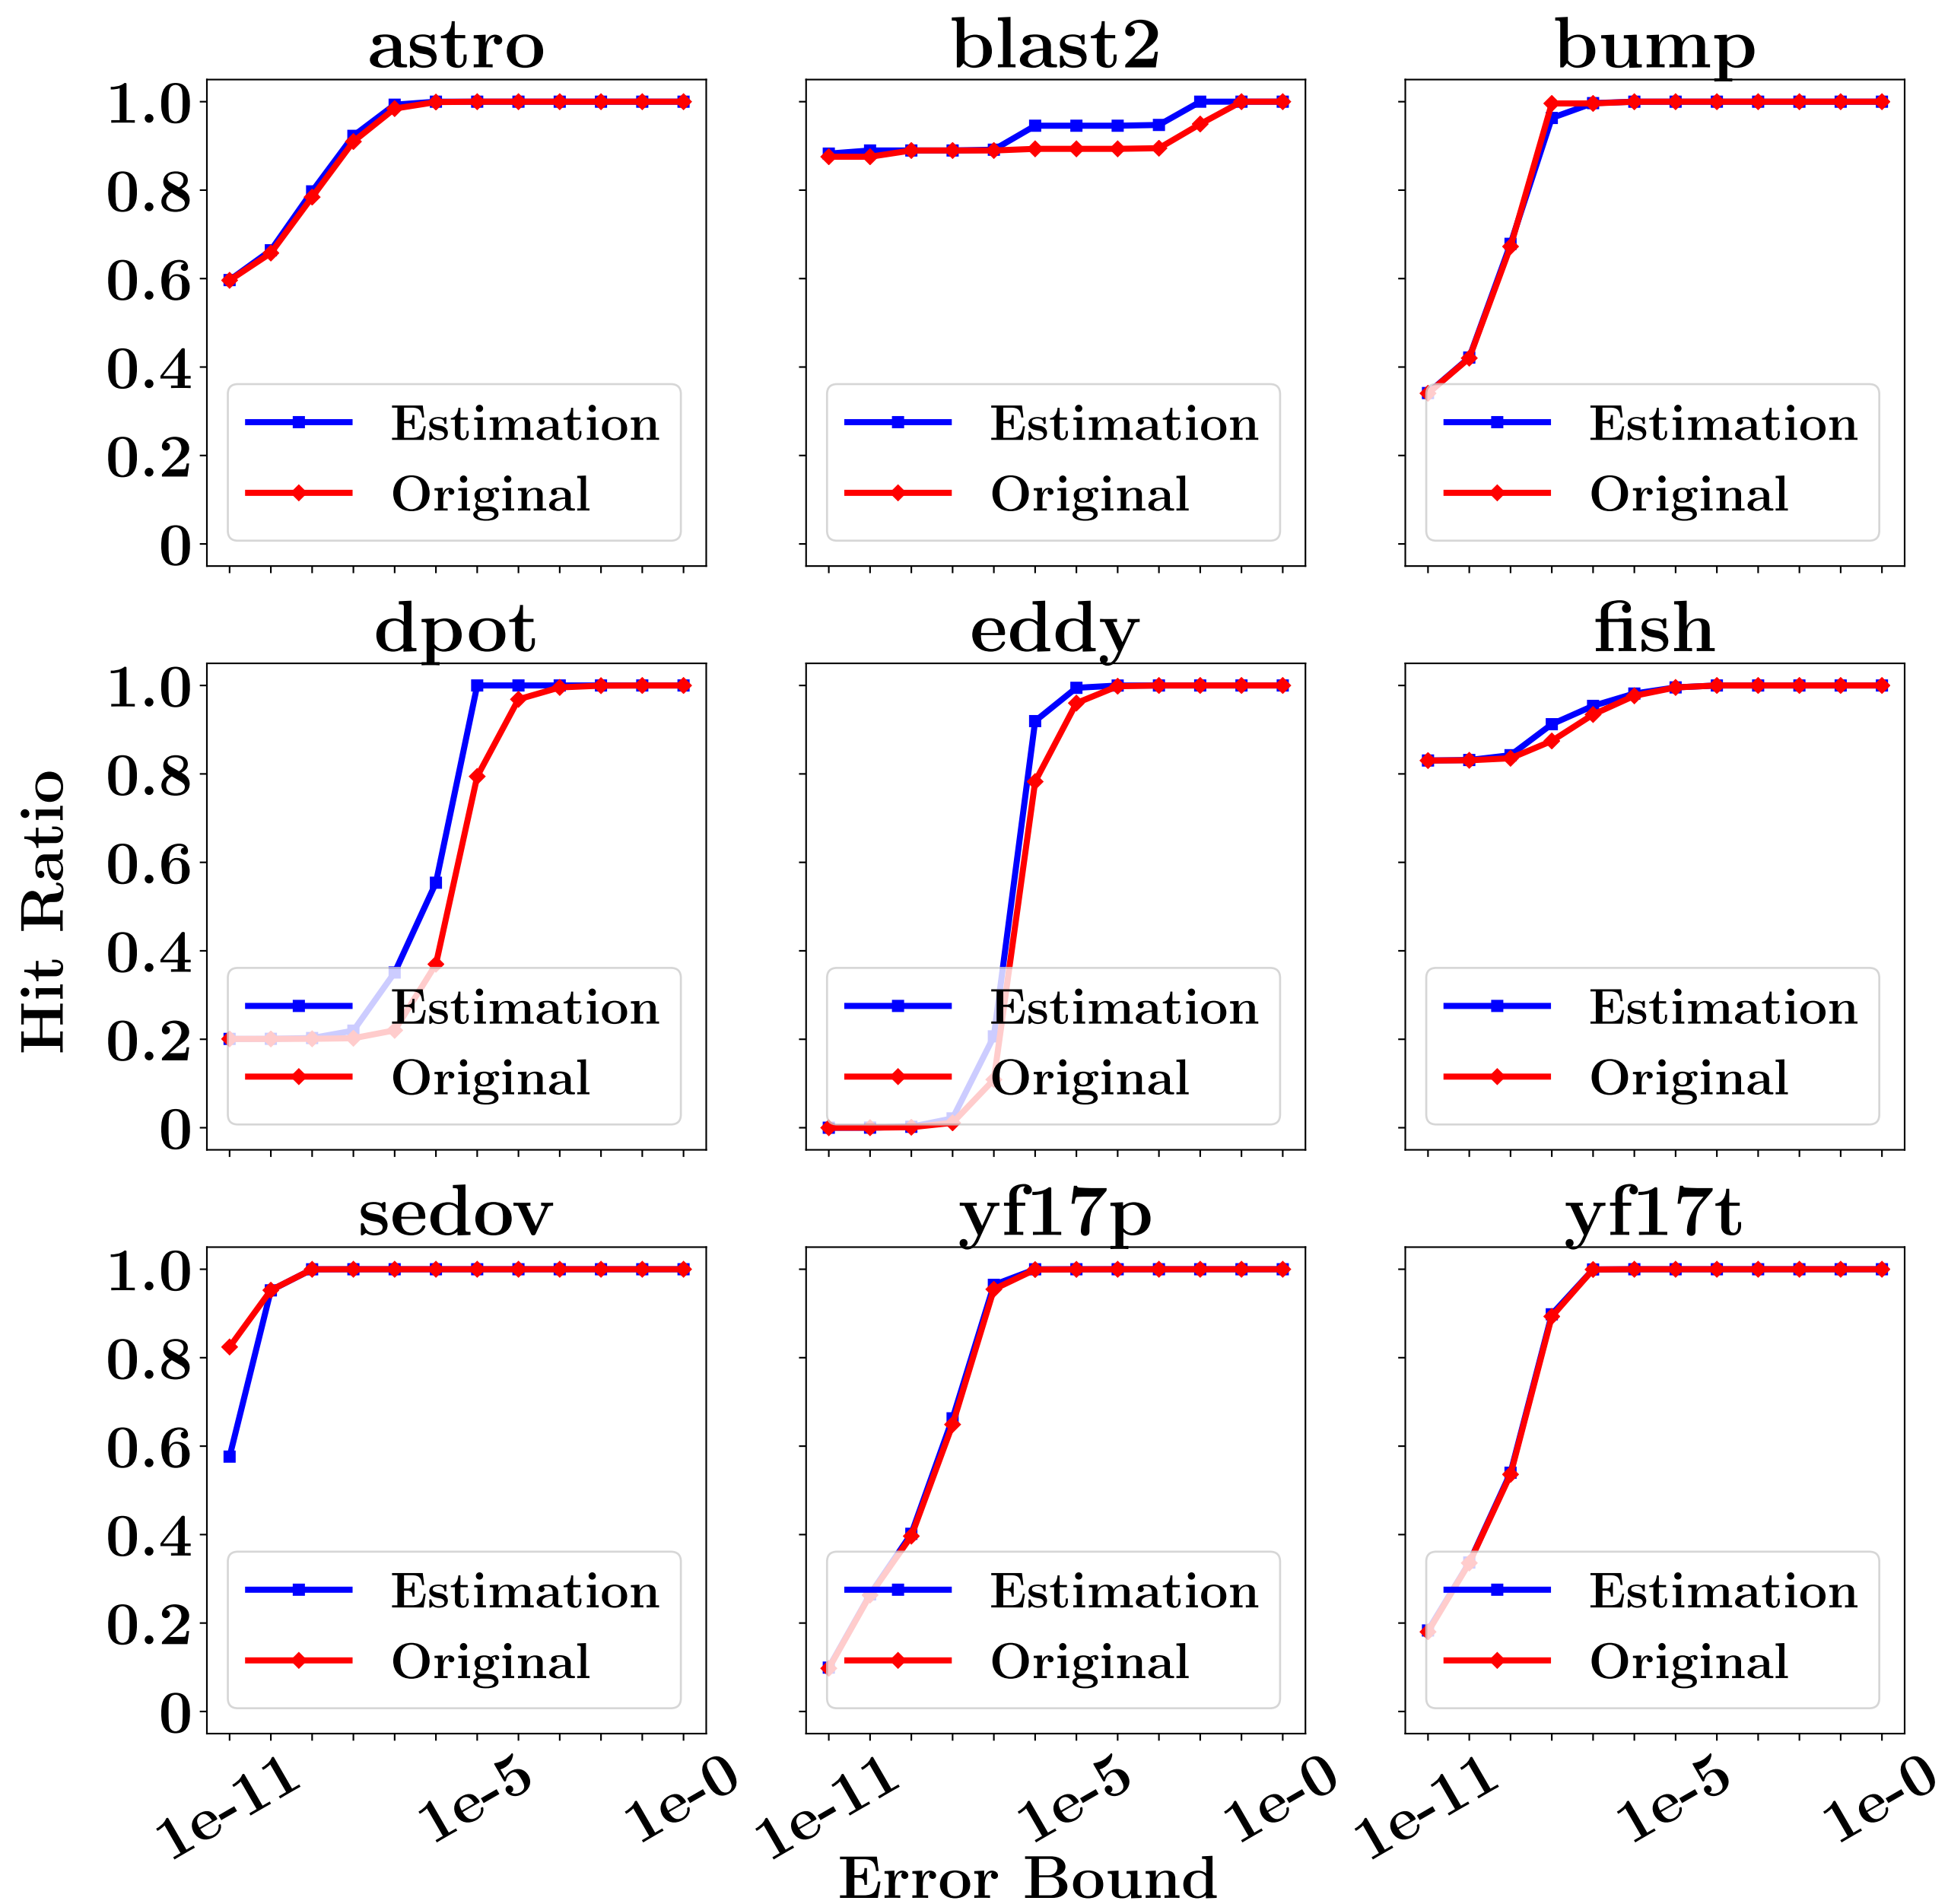 astro
blast2
bump
1.0
0.8
0.6
0.4
0.2
0
Estimation
Original
Estimation
Original
Estimation
Original
dpot
eddy
fish
Hit Ratio
1.0
0.8
0.6
0.4
0.2
0
Estimation
Original
Estimation
Original
Estimation
Original
sedov
yf17p
yf17t
1.0
0.8
0.6
0.4
0.2
0
Estimation
Original
Estimation
Original
Estimation
Original
1e-11
1e-5
1e-0
1e-11
1e-5
1e-0
1e-11
1e-5
1e-0
Error Bound